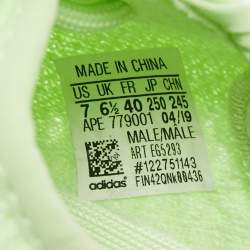 MADE IN CHINA
US UK FR JP CHN
7 6½ 40 250 245
APE 779001 04/19
MALE/MÂLE
ART EG5293
#122751143
FIN42QNK00436
adidas